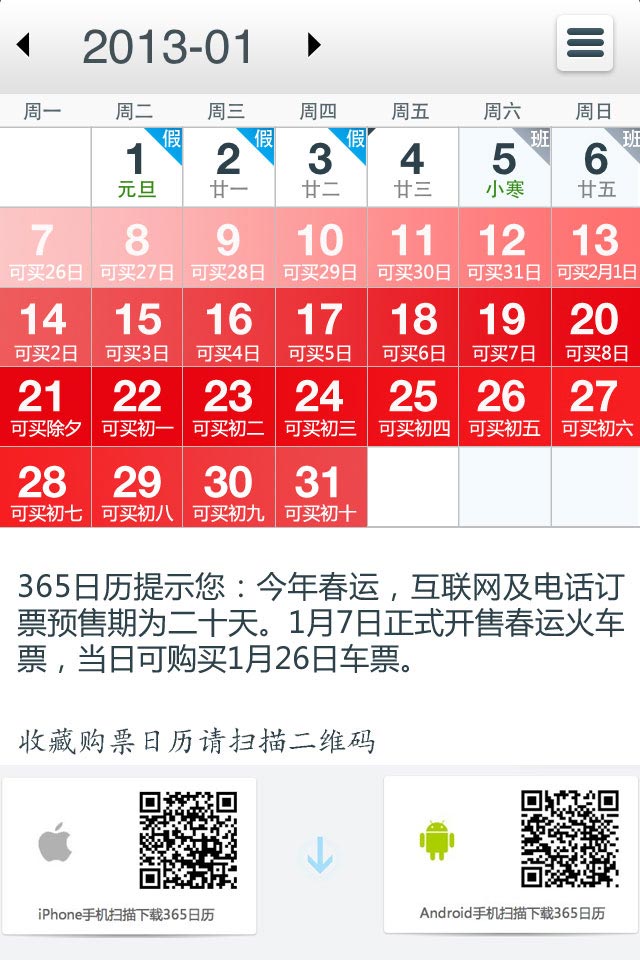 2013-01
周一 周二 周三 周四 周五 周六 周日
假 假 假 班 班
1 2 3 4 5 6
元旦 廿一 廿二 廿三 小寒 廿五
7 8 9 10 11 12 13
可买26日 可买27日 可买28日 可买29日 可买30日 可买31日 可买2月1日
14 15 16 17 18 19 20
可买2日 可买3日 可买4日 可买5日 可买6日 可买7日 可买8日
21 22 23 24 25 26 27
可买除夕 可买初一 可买初二 可买初三 可买初四 可买初五 可买初六
28 29 30 31
可买初七 可买初八 可买初九 可买初十
365日历提示您：今年春运，互联网及电话订
票预售期为二十天。1月7日正式开售春运火车
票，当日可购买1月26日车票。
收藏购票日历请扫描二维码
iPhone手机扫描下载365日历
Android手机扫描下载365日历